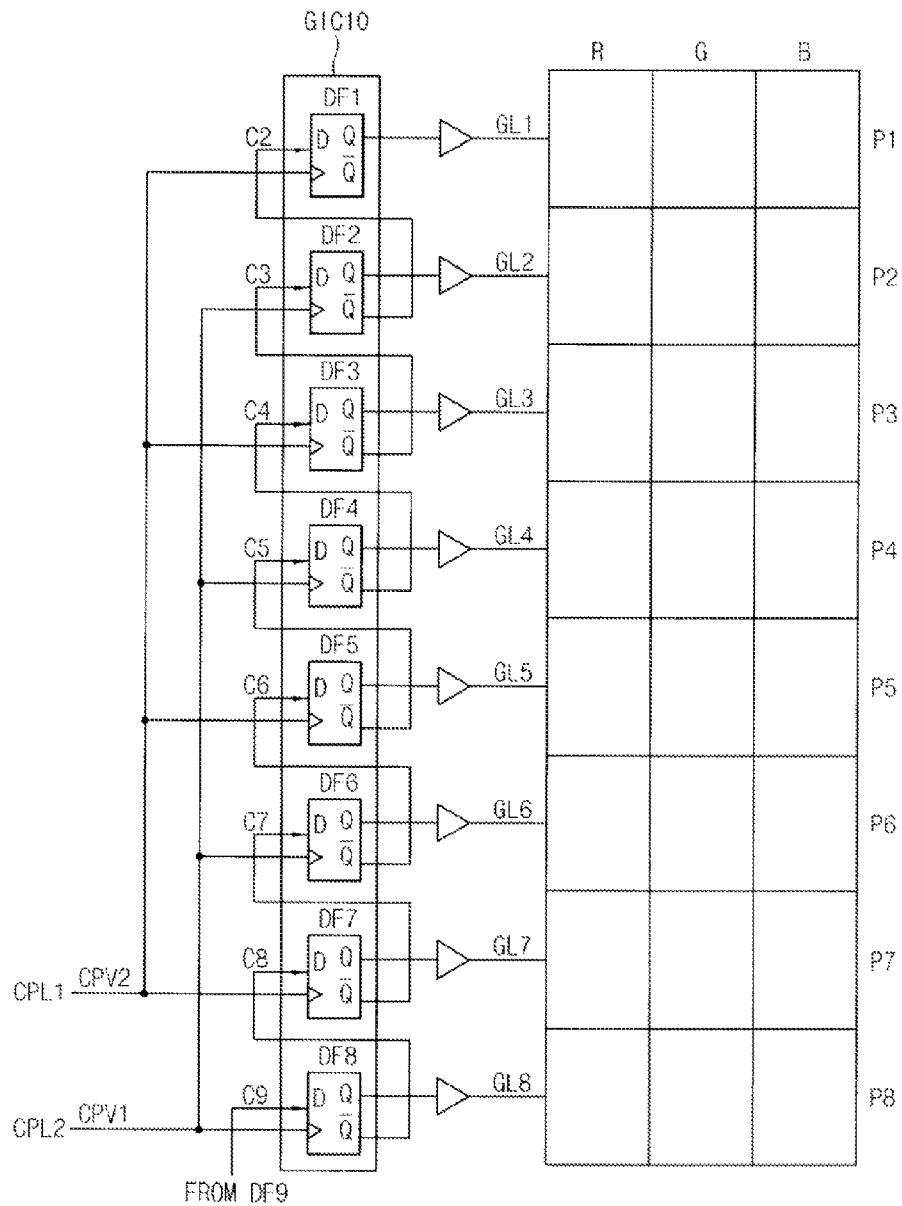 GIC10
R G B
DF1
C2 D Q GL1 P1
Q̅
DF2
C3 D Q GL2 P2
Q̅
DF3
C4 D Q GL3 P3
Q̅
DF4
C5 D Q GL4 P4
Q̅
DF5
C6 D Q GL5 P5
Q̅
DF6
C7 D Q GL6 P6
Q̅
DF7
C8 D Q GL7 P7
CPL1 CPV2 Q̅
DF8
C9 D Q GL8 P8
CPL2 CPV1 Q̅
FROM DF9